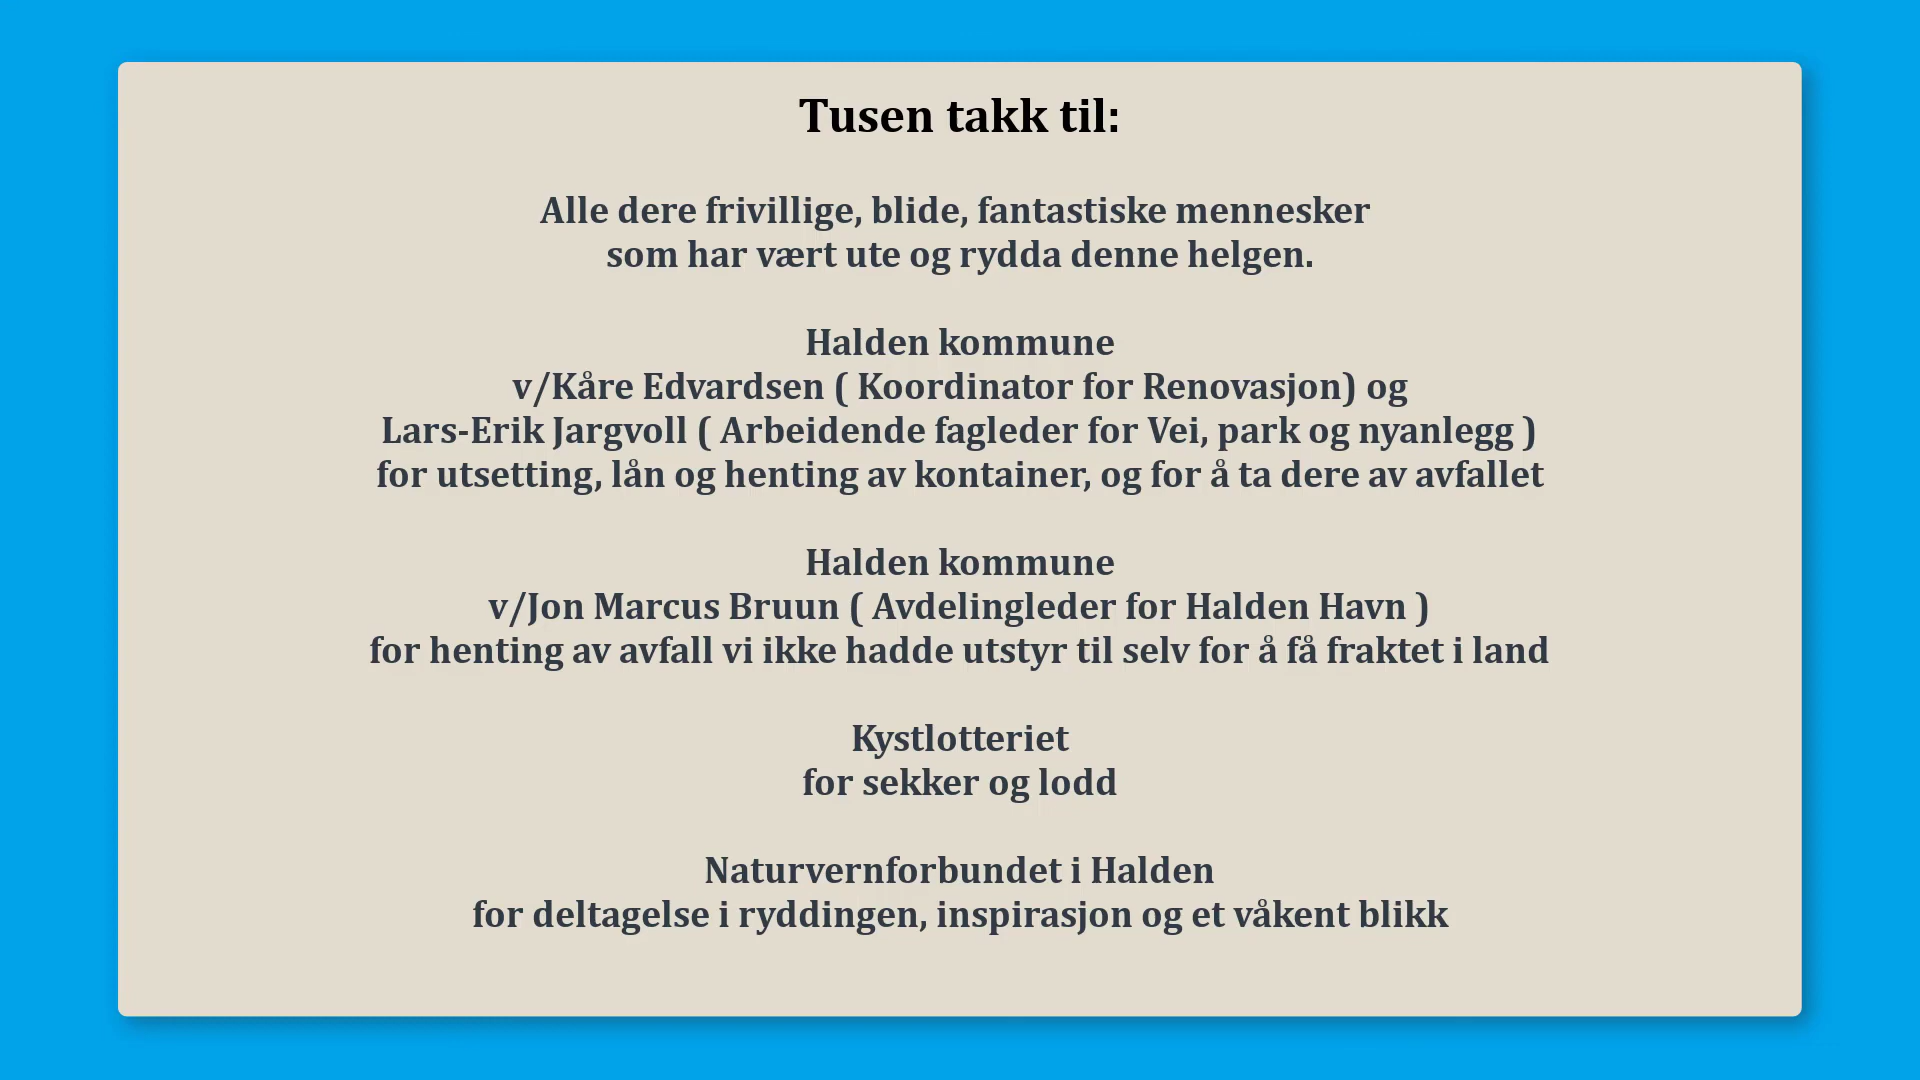 Tusen takk til:
Alle dere frivillige, blide, fantastiske mennesker
som har vært ute og rydda denne helgen.
Halden kommune
v/Kåre Edvardsen ( Koordinator for Renovasjon) og
Lars-Erik Jargvoll ( Arbeidende fagleder for Vei, park og nyanlegg )
for utsetting, lån og henting av kontainer, og for å ta dere av avfallet
Halden kommune
v/Jon Marcus Bruun ( Avdelingleder for Halden Havn )
for henting av avfall vi ikke hadde utstyr til selv for å få fraktet i land
Kystlotteriet
for sekker og lodd
Naturvernforbundet i Halden
for deltagelse i ryddingen, inspirasjon og et våkent blikk